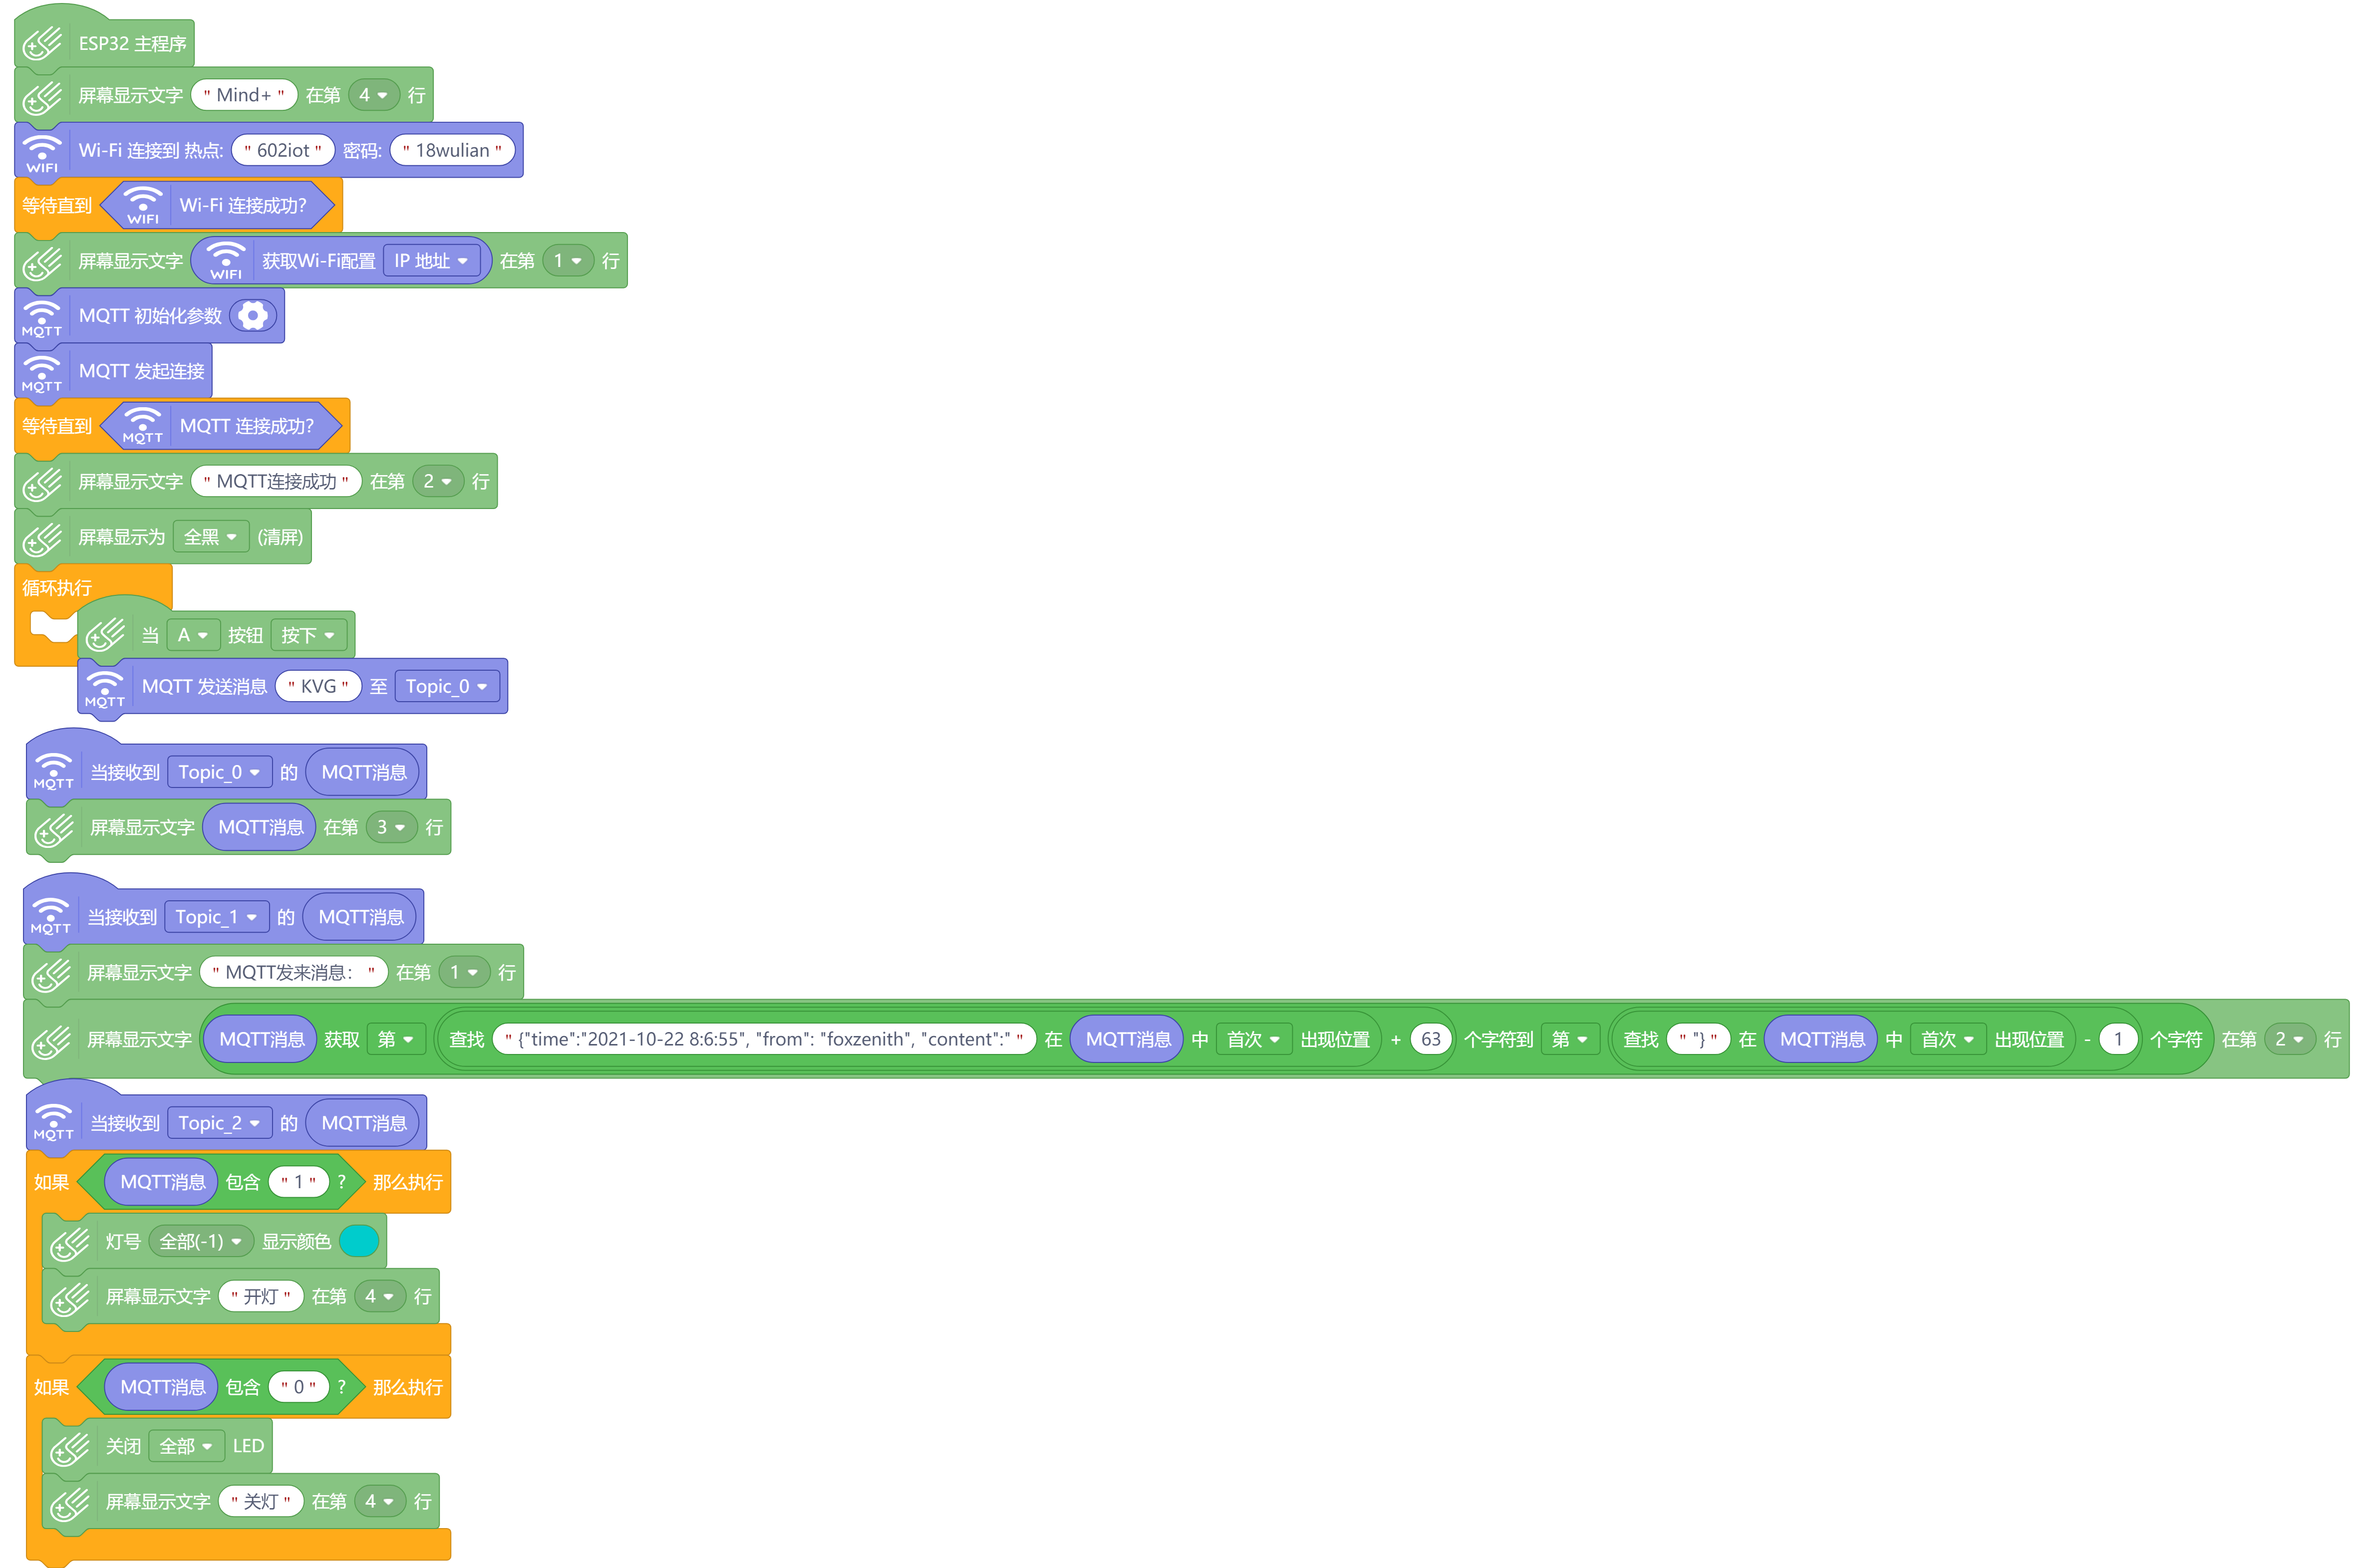 ESP32 主程序
屏幕显示文字 " Mind+ " 在第 4 行
WIFI Wi-Fi 连接到 热点: " 602iot " 密码: " 18wulian "
等待直到 WIFI Wi-Fi 连接成功?
屏幕显示文字 WIFI 获取Wi-Fi配置 IP 地址 在第 1 行
MQTT MQTT 初始化参数
MQTT MQTT 发起连接
等待直到 MQTT MQTT 连接成功?
屏幕显示文字 " MQTT连接成功 " 在第 2 行
屏幕显示为 全黑 (清屏)
循环执行
当 A 按钮 按下
MQTT MQTT 发送消息 " KVG " 至 Topic_0
MQTT 当接收到 Topic_0 的 MQTT消息
屏幕显示文字 MQTT消息 在第 3 行
MQTT 当接收到 Topic_1 的 MQTT消息
屏幕显示文字 " MQTT发来消息： " 在第 1 行
屏幕显示文字 MQTT消息 获取 第 查找 " {"time":"2021-10-22 8:6:55", "from": "foxzenith", "content":" " 在 MQTT消息 中 首次 出现位置 + 63 个字符到 第 查找 " "} " 在 MQTT消息 中 首次 出现位置 - 1 个字符 在第 2 行
MQTT 当接收到 Topic_2 的 MQTT消息
如果 MQTT消息 包含 " 1 " ? 那么执行
灯号 全部(-1) 显示颜色
屏幕显示文字 " 开灯 " 在第 4 行
如果 MQTT消息 包含 " 0 " ? 那么执行
关闭 全部 LED
屏幕显示文字 " 关灯 " 在第 4 行